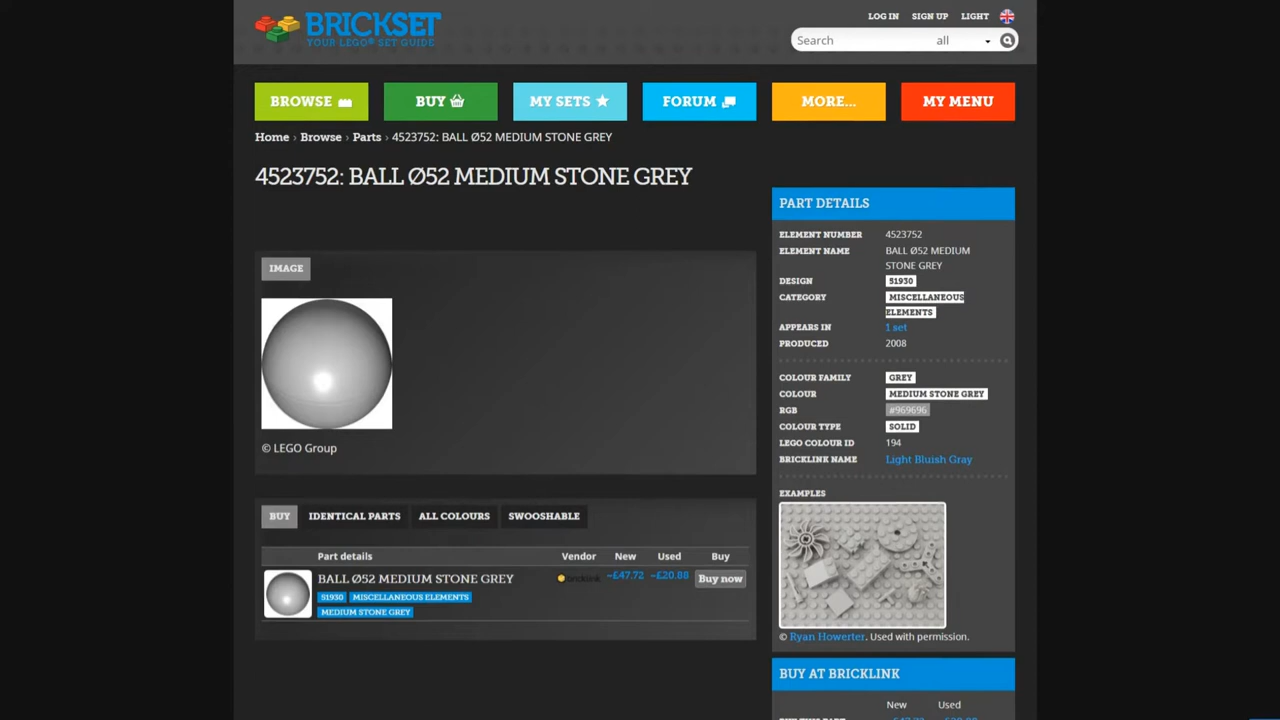 BRICKSET
YOUR LEGO® SET GUIDE
LOG IN SIGN UP LIGHT
Search all
BROWSE BUY MY SETS FORUM MORE... MY MENU
Home › Browse › Parts › 4523752: BALL Ø52 MEDIUM STONE GREY
4523752: BALL Ø52 MEDIUM STONE GREY
IMAGE
© LEGO Group
BUY IDENTICAL PARTS ALL COLOURS SWOOSHABLE
Part details Vendor New Used Buy
BALL Ø52 MEDIUM STONE GREY bricklink ~£47.72 ~£20.88 Buy now
51930 MISCELLANEOUS ELEMENTS
MEDIUM STONE GREY
PART DETAILS
ELEMENT NUMBER 4523752
ELEMENT NAME BALL Ø52 MEDIUM
STONE GREY
DESIGN 51930
CATEGORY MISCELLANEOUS
ELEMENTS
APPEARS IN 1 set
PRODUCED 2008
COLOUR FAMILY GREY
COLOUR MEDIUM STONE GREY
RGB #969696
COLOUR TYPE SOLID
LEGO COLOUR ID 194
BRICKLINK NAME Light Bluish Gray
EXAMPLES
© Ryan Howerter. Used with permission.
BUY AT BRICKLINK
New Used